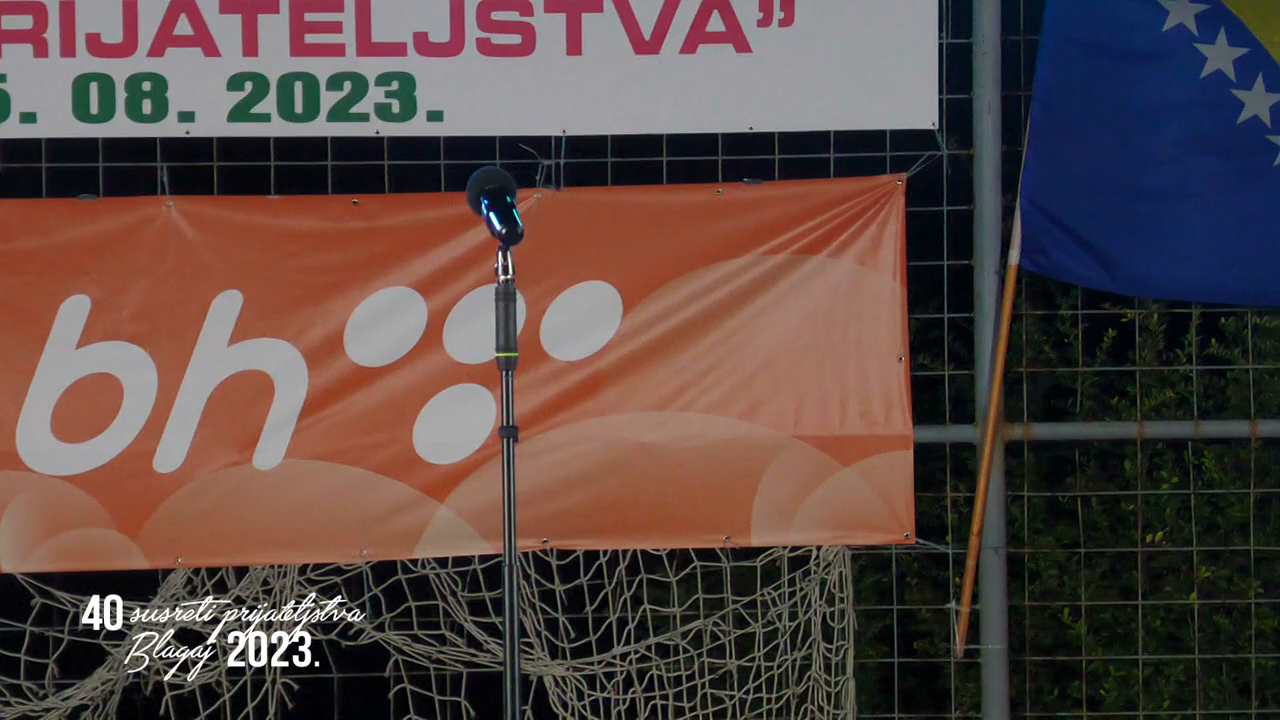 RIJATELJSTVA”
5. 08. 2023.
bh
40 susreti prijateljstva
Blagaj 2023.